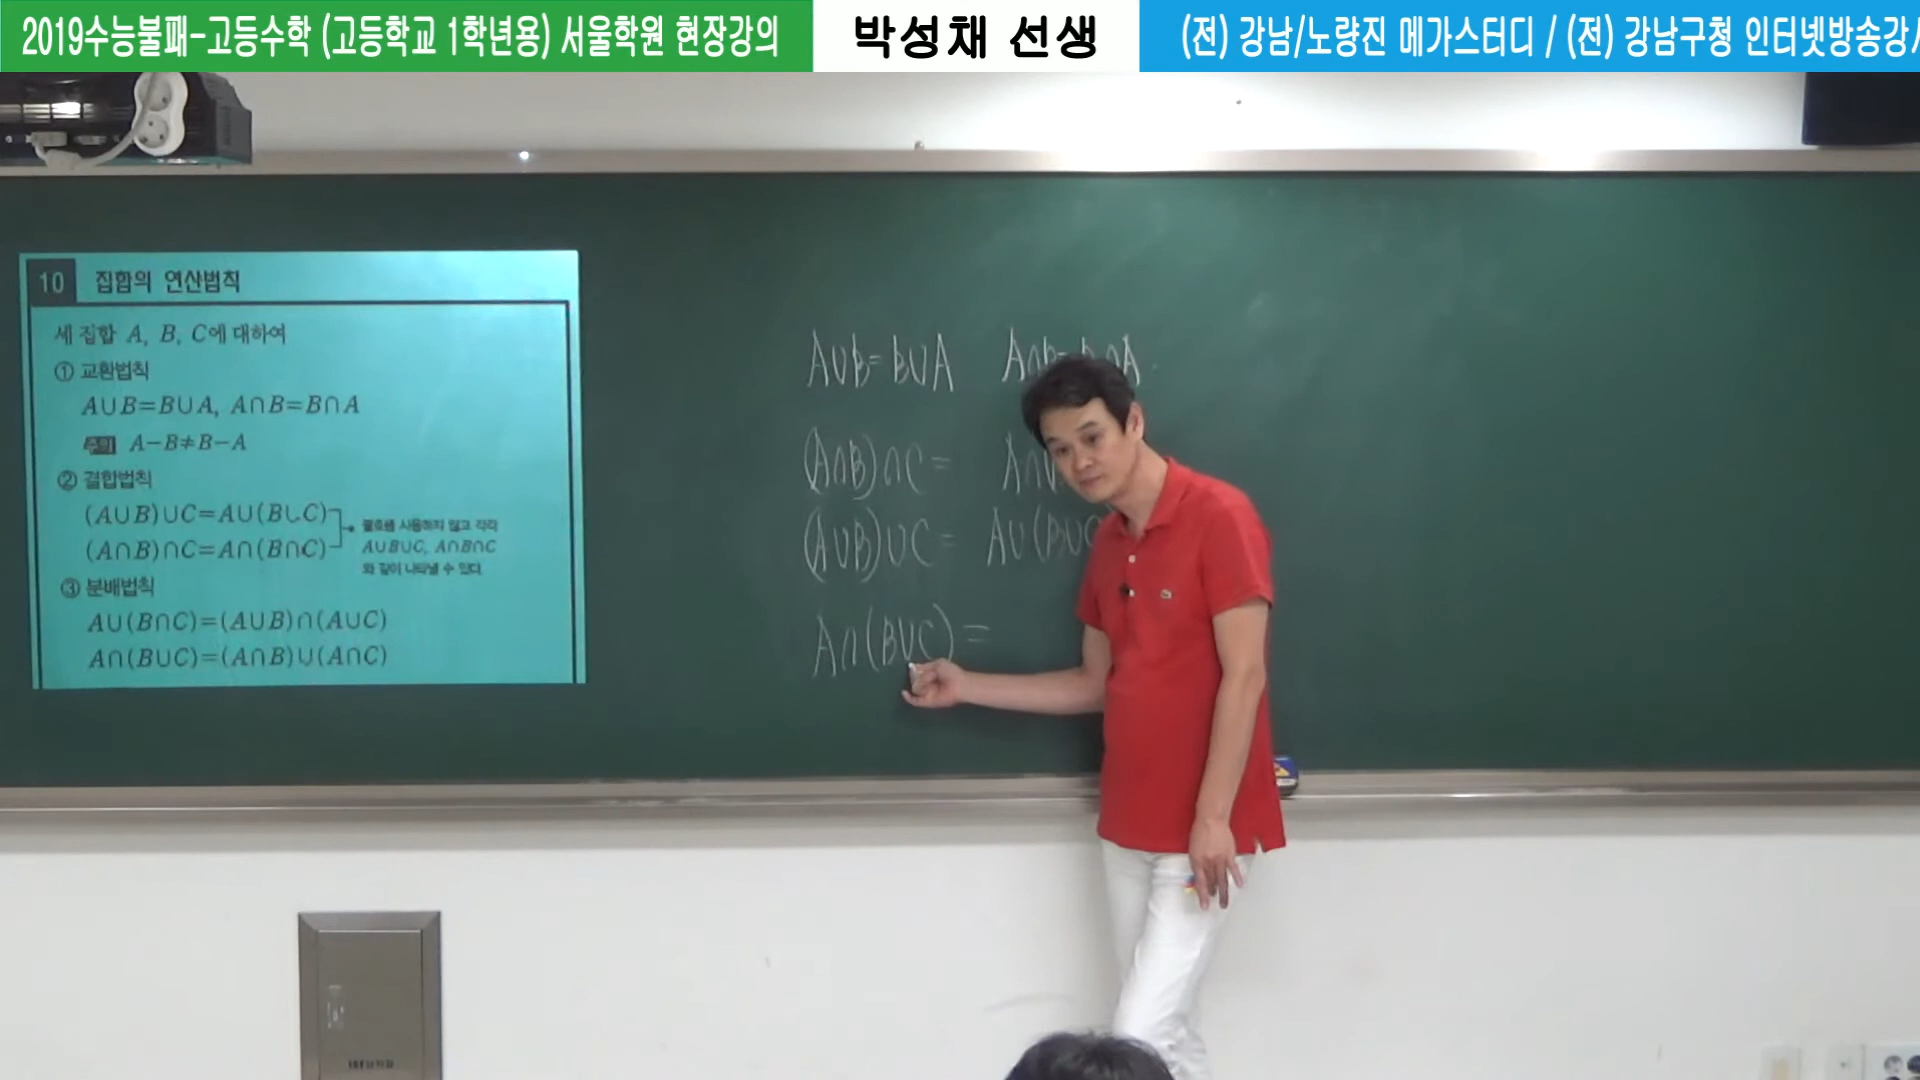 2019수능불패-고등수학 (고등학교 1학년용) 서울학원 현장강의
박성채 선생
(전) 강남/노량진 메가스터디 / (전) 강남구청 인터넷방송강사
10 집합의 연산법칙
세 집합 A, B, C에 대하여
① 교환법칙
A∪B=B∪A, A∩B=B∩A
주의 A-B≠B-A
② 결합법칙
(A∪B)∪C=A∪(B∪C)
(A∩B)∩C=A∩(B∩C)
괄호를 사용하지 않고 각각
A∪B∪C, A∩B∩C
와 같이 나타낼 수 있다.
③ 분배법칙
A∪(B∩C)=(A∪B)∩(A∪C)
A∩(B∪C)=(A∩B)∪(A∩C)
A∪B=B∪A A∩B=B∩A
(A∩B)∩C= A∩
(A∪B)∪C= A∪(B∪C
A∩(B∪C)=